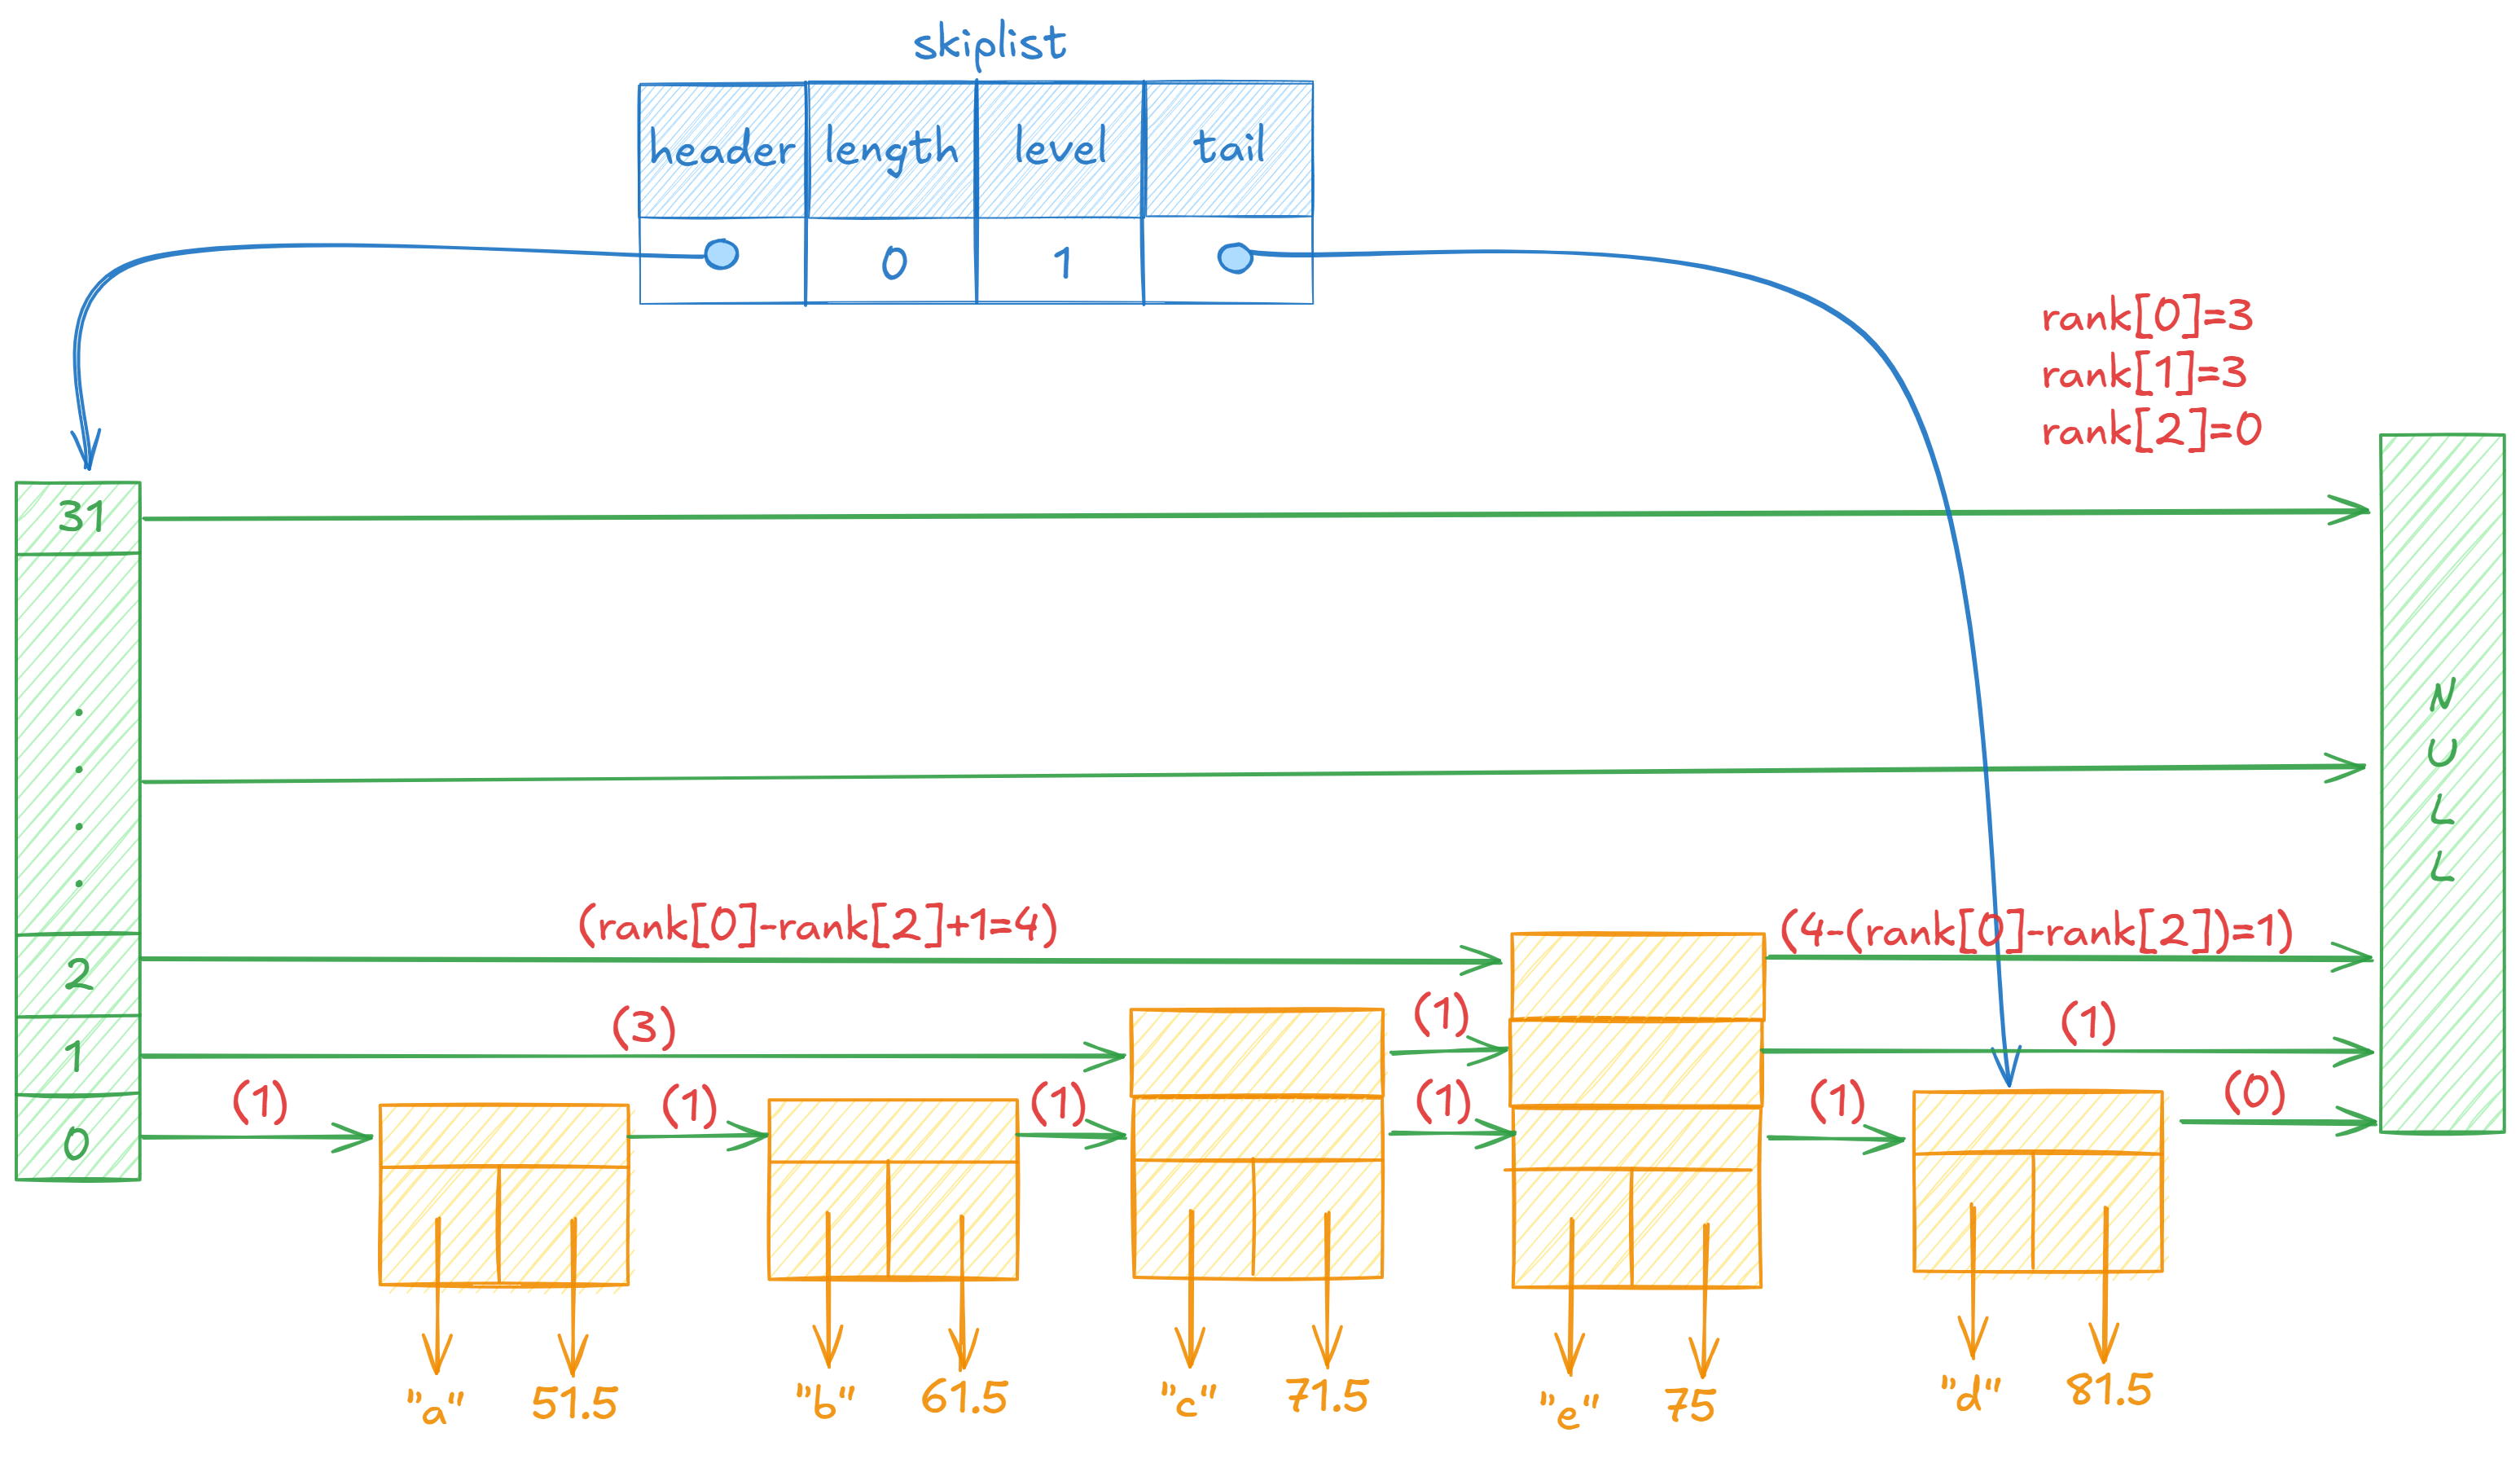 skiplist
header length level tail
0 1
rank[0]=3
rank[1]=3
rank[2]=0
31
.
.
.
.
N
U
L
L
(rank[0]-rank[2]+1=4)
(4-(rank[0]-rank[2])=1)
2
(3) (1) (1)
1
(1) (1) (1) (1) (1) (0)
0
"a" 51.5 "b" 61.5 "c" 71.5 "e" 75 "d" 81.5